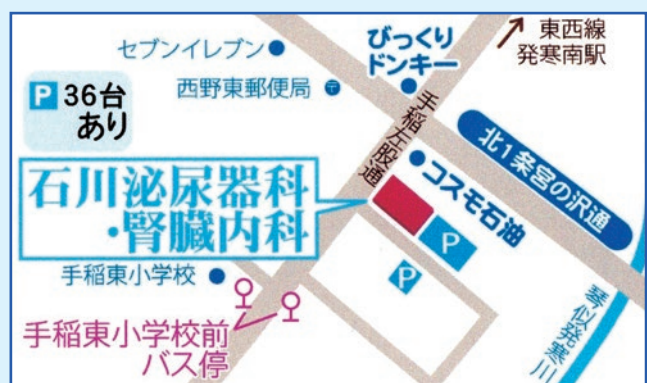 東西線
発寒南駅
セブンイレブン
びっくり
ドンキー
西野東郵便局
〒
P 36台
あり
手稲左股通
北1条宮の沢通
コスモ石油
石川泌尿器科
・腎臓内科
P
P
手稲東小学校
手稲東小学校前
バス停
琴似発寒川